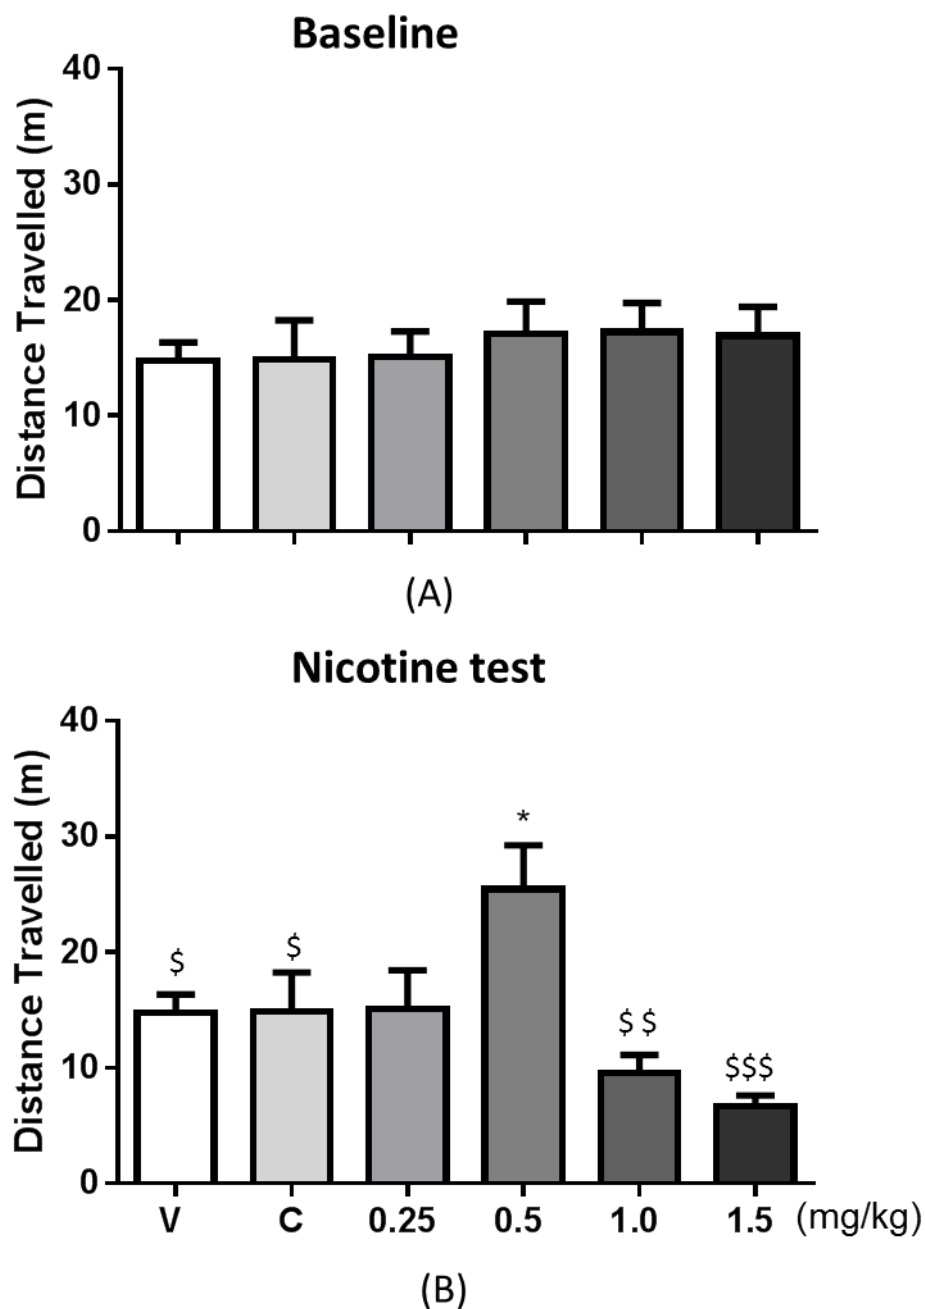 Baseline
Distance Travelled (m)
40
30
20
10
0
(A)
Nicotine test
Distance Travelled (m)
40
30
20
10
0
$
$
*
$ $
$$$
V C 0.25 0.5 1.0 1.5 (mg/kg)
(B)